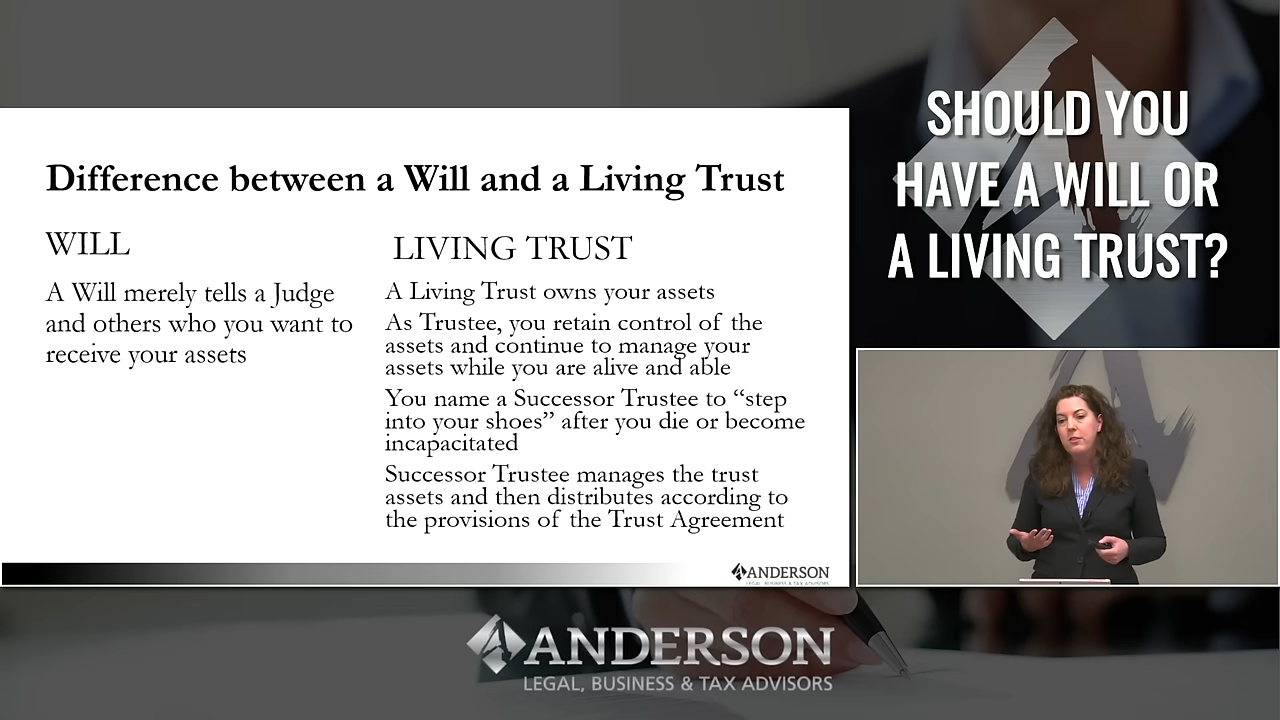 SHOULD YOU
HAVE A WILL OR
A LIVING TRUST?
Difference between a Will and a Living Trust
WILL
A Will merely tells a Judge
and others who you want to
receive your assets
LIVING TRUST
A Living Trust owns your assets
As Trustee, you retain control of the
assets and continue to manage your
assets while you are alive and able
You name a Successor Trustee to “step
into your shoes” after you die or become
incapacitated
Successor Trustee manages the trust
assets and then distributes according to
the provisions of the Trust Agreement
ANDERSON
LEGAL, BUSINESS & TAX ADVISORS
ANDERSON
LEGAL, BUSINESS & TAX ADVISORS